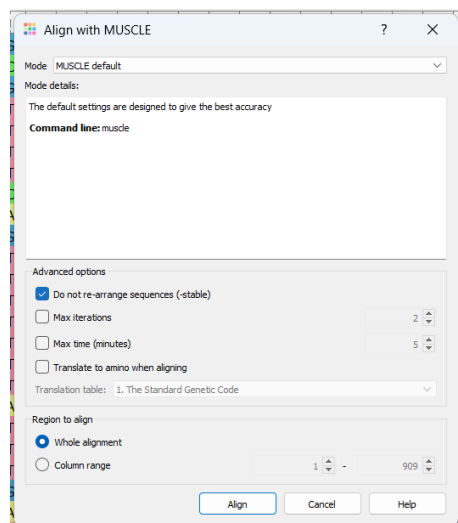 Align with MUSCLE ?
Mode MUSCLE default
Mode details:
The default settings are designed to give the best accuracy
Command line: muscle
Advanced options
Do not re-arrange sequences (-stable)
Max iterations 2
Max time (minutes) 5
Translate to amino when aligning
Translation table: 1. The Standard Genetic Code
Region to align
Whole alignment
Column range 1 - 909
Align Cancel Help